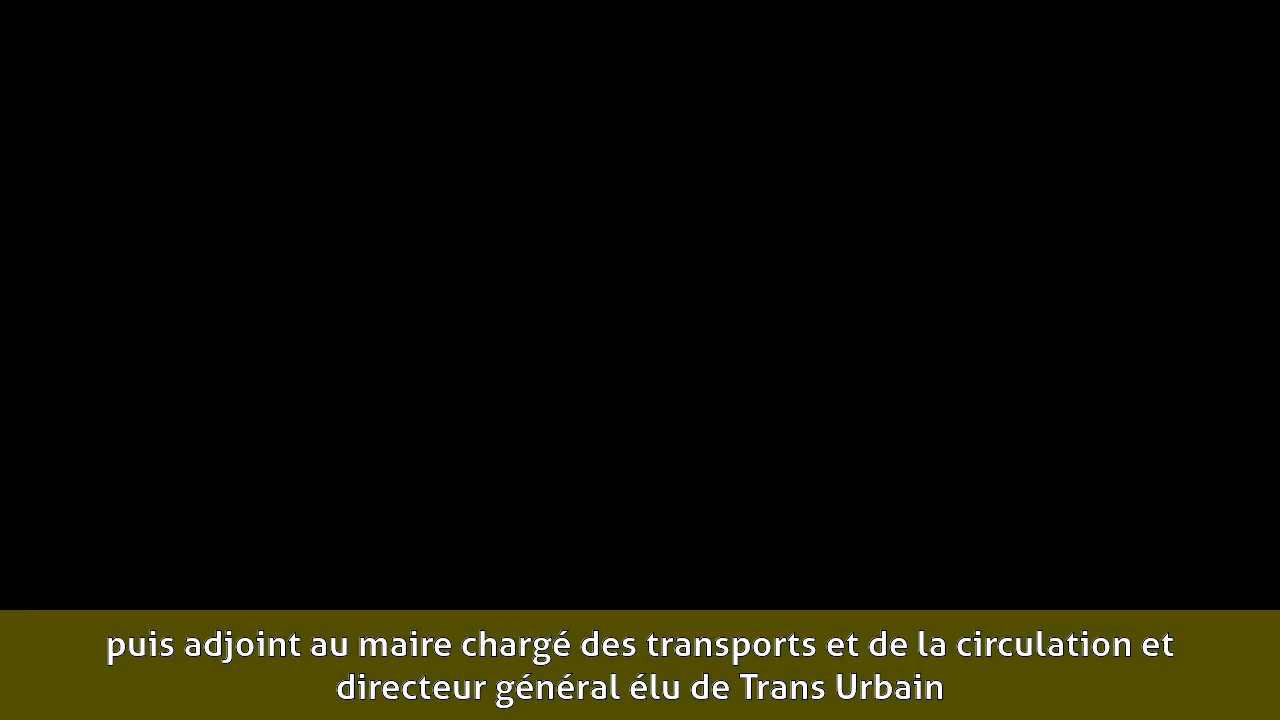 puis adjoint au maire chargé des transports et de la circulation et
directeur général élu de Trans Urbain